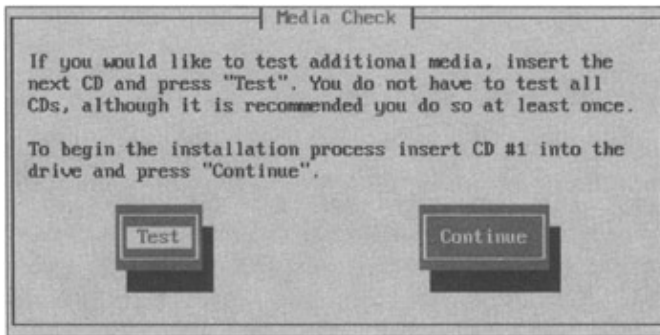 Media Check
If you would like to test additional media, insert the
next CD and press "Test". You do not have to test all
CDs, although it is recommended you do so at least once.
To begin the installation process insert CD #1 into the
drive and press "Continue".
Test
Continue